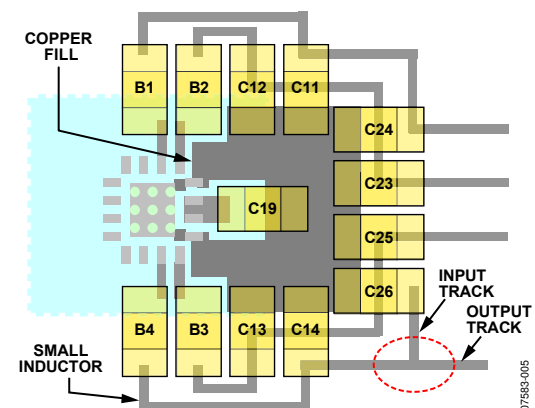 COPPER
FILL
B1
B2
C12
C11
C24
C23
C19
C25
C26
INPUT
TRACK
OUTPUT
TRACK
B4
B3
C13
C14
SMALL
INDUCTOR
07583-005